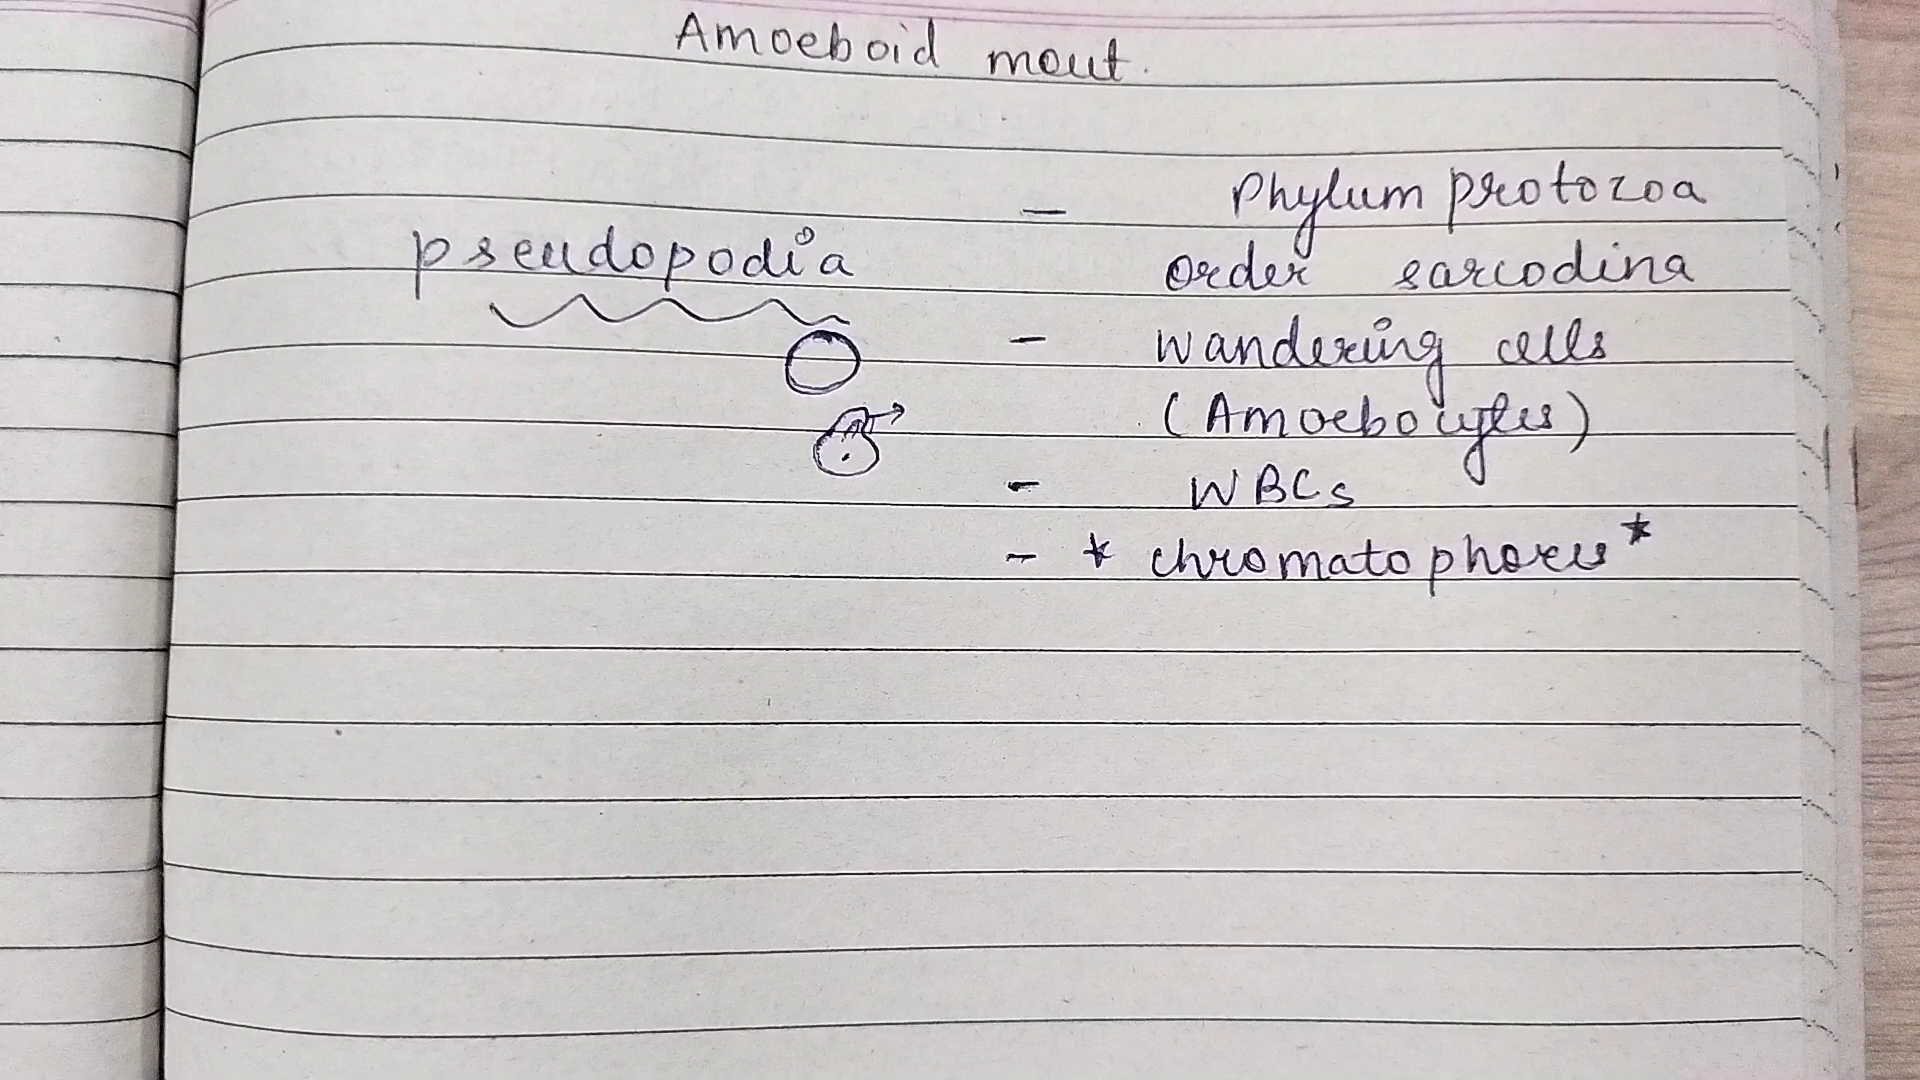 Amoeboid movt.
- Phylum protozoa
pseudopodia
order sarcodina
- wandering cells
(Amoebocytes)
- WBCs
- * chromatophores *